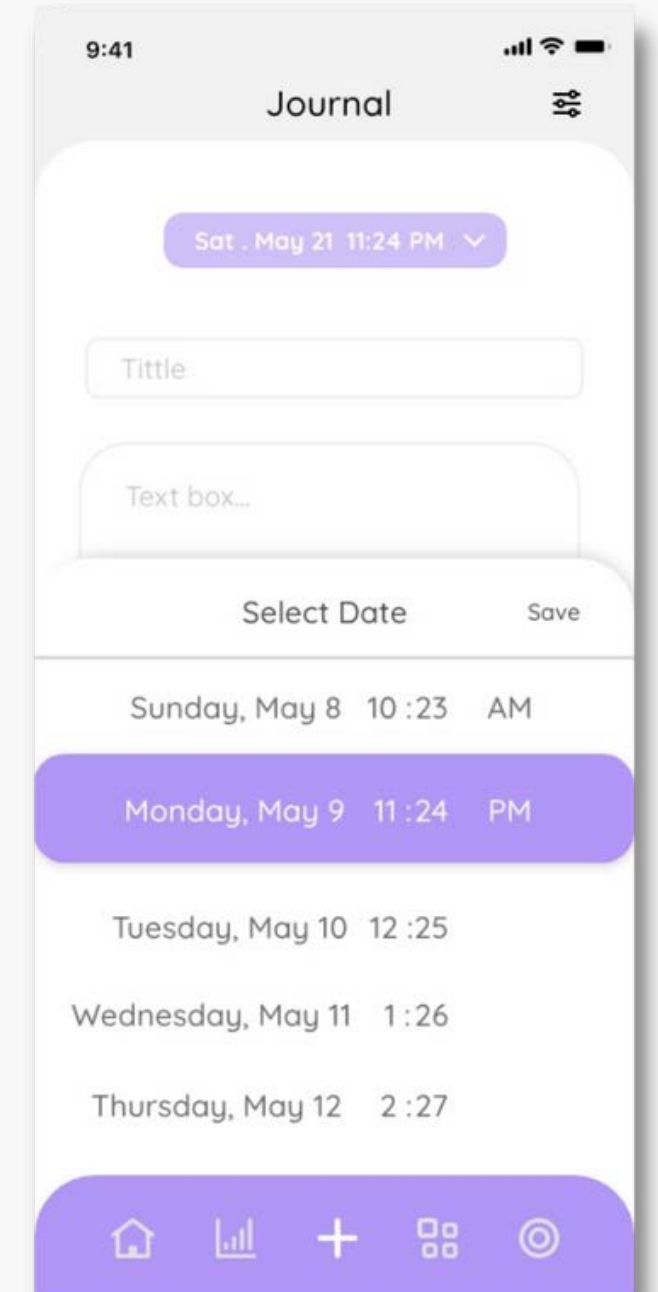 9:41
Journal
Sat . May 21 11:24 PM
Tittle
Text box...
Select Date Save
Sunday, May 8 10 :23 AM
Monday, May 9 11 :24 PM
Tuesday, May 10 12 :25
Wednesday, May 11 1 :26
Thursday, May 12 2 :27